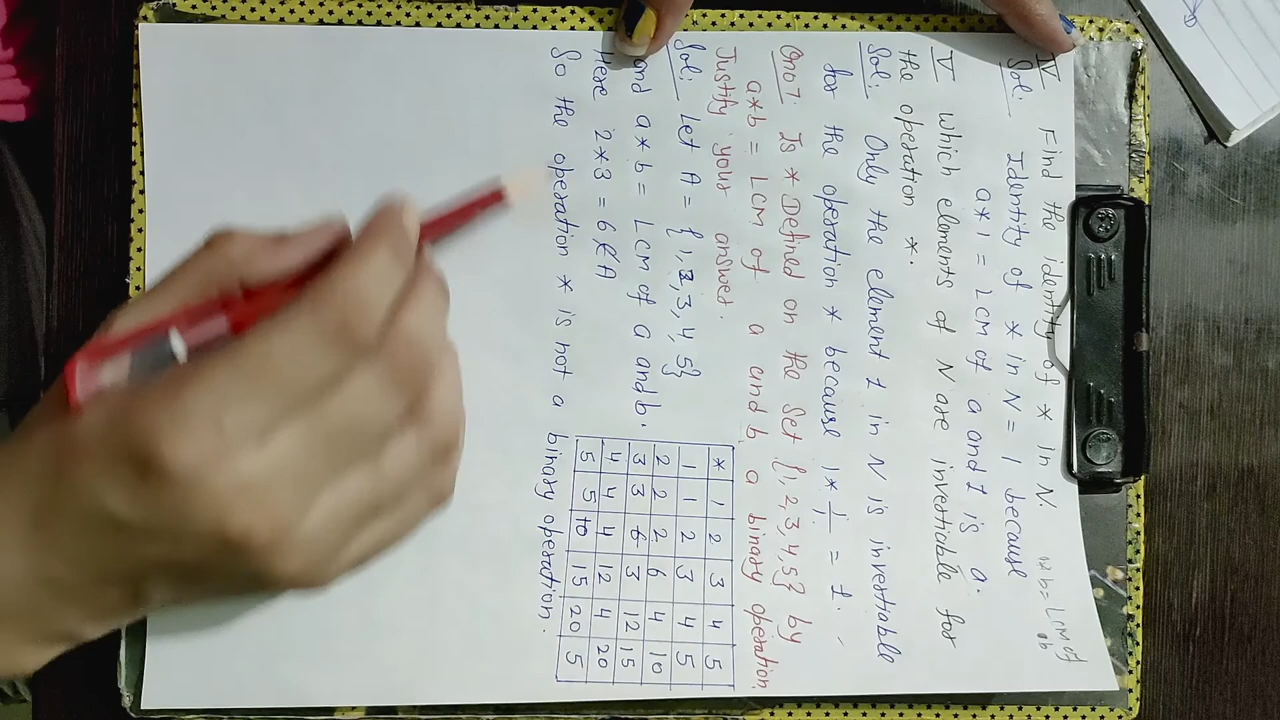 IV Find the identity of * in N.
Sol: Identity of * in N = 1 because
a*1 = LCM of a and 1 is a.
V which elements of N are investiable for
the operation *.
Sol: Only the element 1 in N is investiable
for the operation * because 1 * 1/1 = 1.
Qno 7. Is * Defined on the Set {1, 2, 3, 4, 5} by
a*b = LCM of a and b a binary operation
Justify your answer.
Sol: Let A = {1, 2, 3, 4, 5}
and a*b = LCM of a and b.
Here 2*3 = 6 ∉ A
So the operation * is not a binary operation.
* 1 2 3 4 5
1 1 2 3 4 5
2 2 2 6 4 10
3 3 6 3 12 15
4 4 4 12 4 20
5 5 10 15 20 5